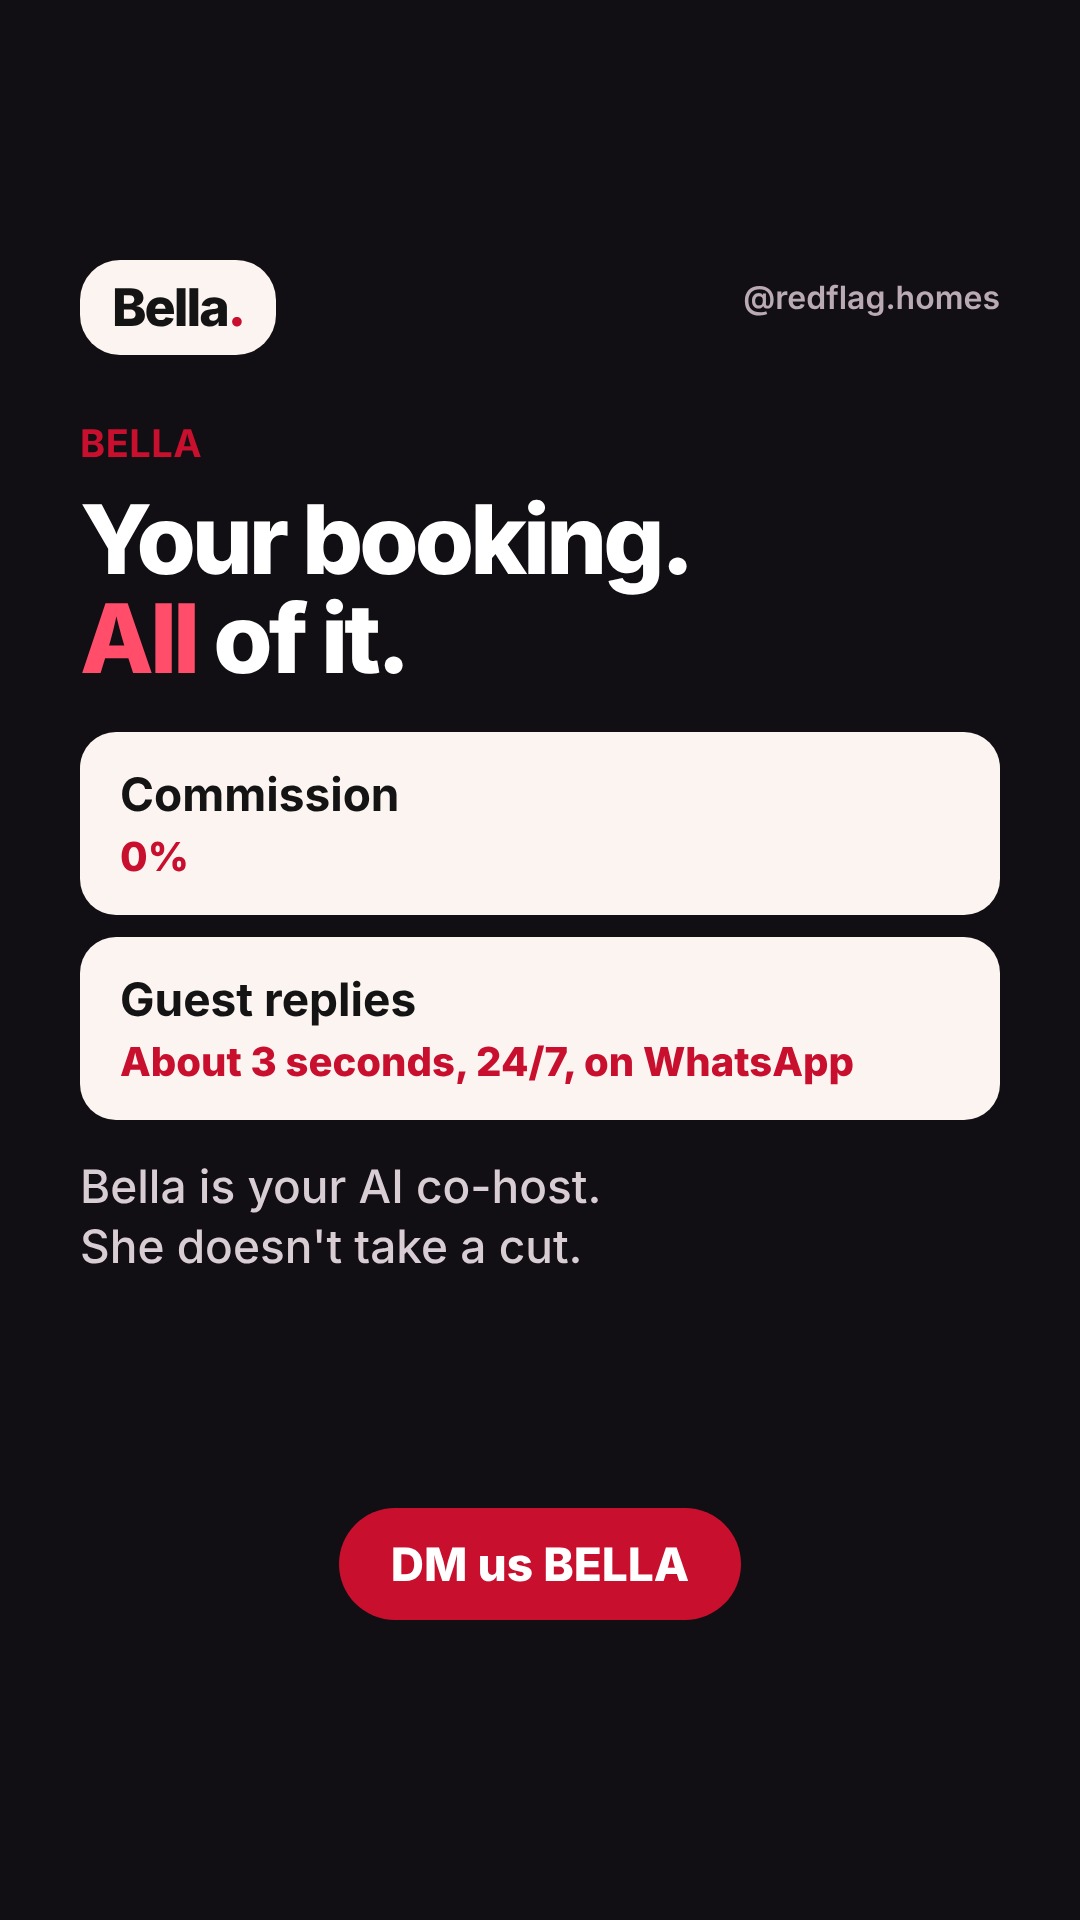 Bella.
@redflag.homes
BELLA
Your booking.
All of it.
Commission
0%
Guest replies
About 3 seconds, 24/7, on WhatsApp
Bella is your AI co-host.
She doesn't take a cut.
DM us BELLA